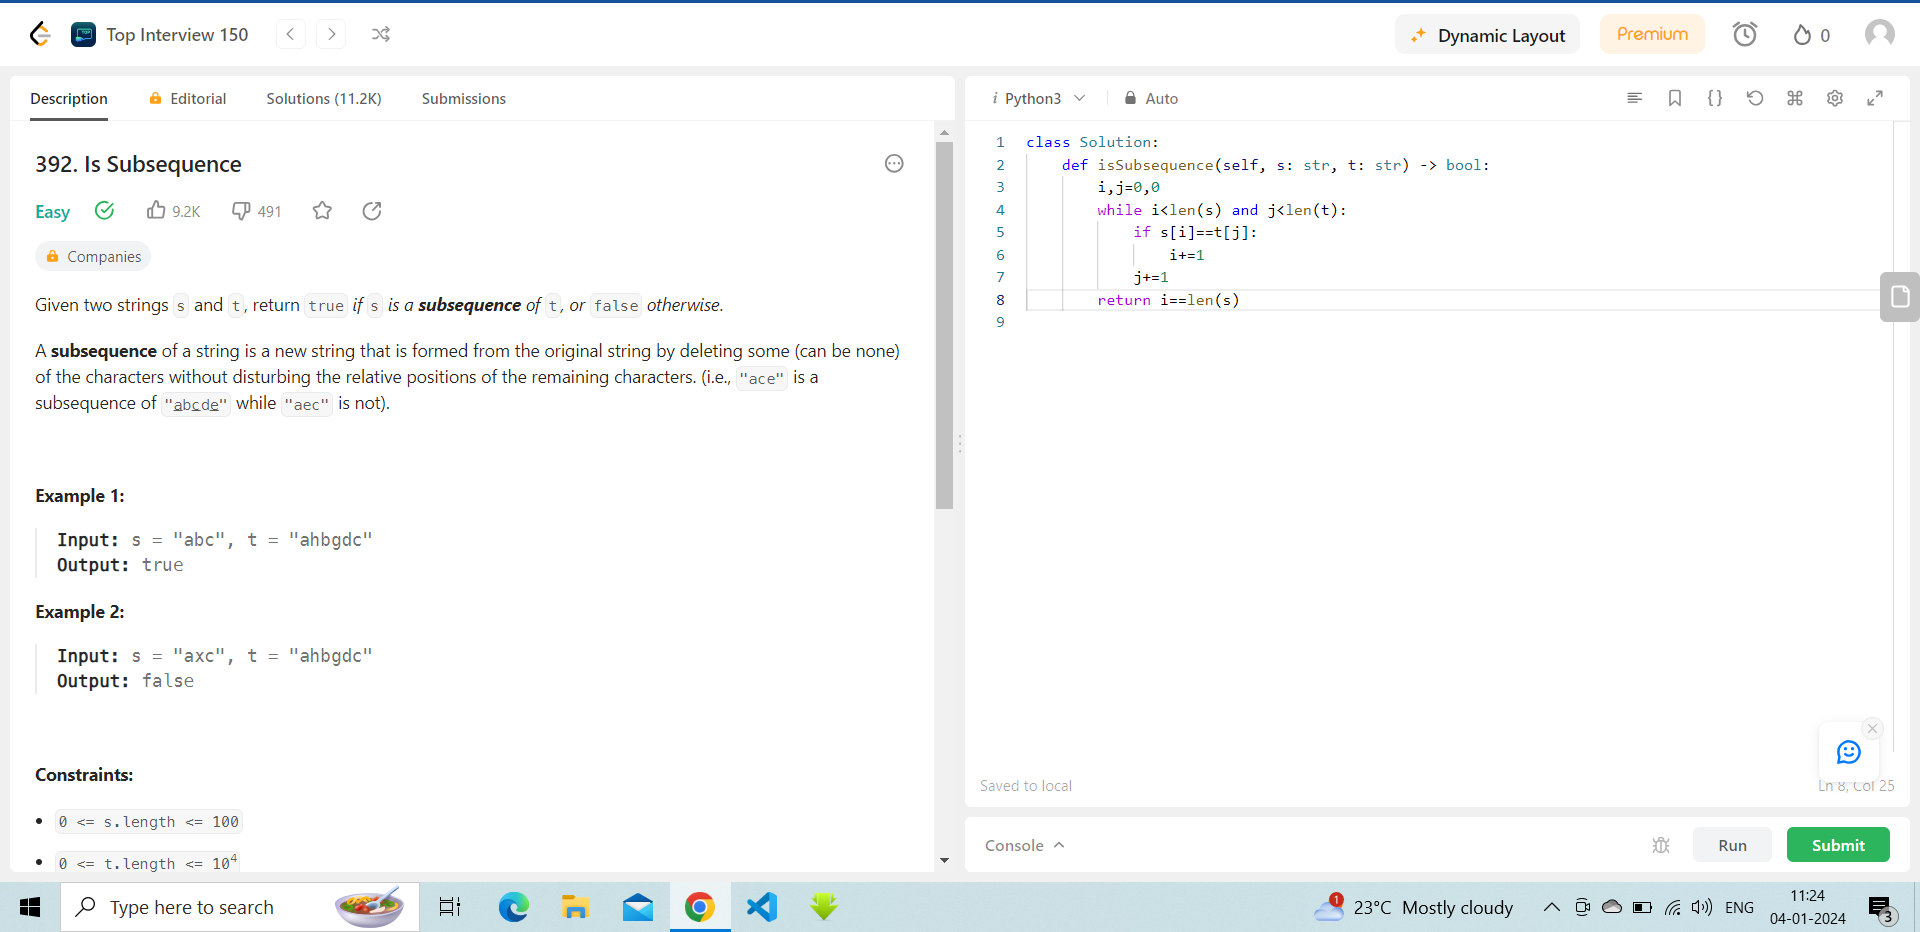 Top Interview 150
Dynamic Layout
Premium
0
Description
Editorial
Solutions (11.2K)
Submissions
392. Is Subsequence
Easy
9.2K
491
Companies
Given two strings s and t, return true if s is a subsequence of t, or false otherwise.
A subsequence of a string is a new string that is formed from the original string by deleting some (can be none)
of the characters without disturbing the relative positions of the remaining characters. (i.e., "ace" is a
subsequence of "abcde" while "aec" is not).
Example 1:
Input: s = "abc", t = "ahbgdc"
Output: true
Example 2:
Input: s = "axc", t = "ahbgdc"
Output: false
Constraints:
0 <= s.length <= 100
0 <= t.length <= 10⁴
i Python3
Auto
1 class Solution:
2 def isSubsequence(self, s: str, t: str) -> bool:
3 i,j=0,0
4 while i<len(s) and j<len(t):
5 if s[i]==t[j]:
6 i+=1
7 j+=1
8 return i==len(s)
9
Saved to local
Ln 8, Col 25
Console
Run
Submit
Type here to search
1
23°C Mostly cloudy
ENG
11:24
04-01-2024
3